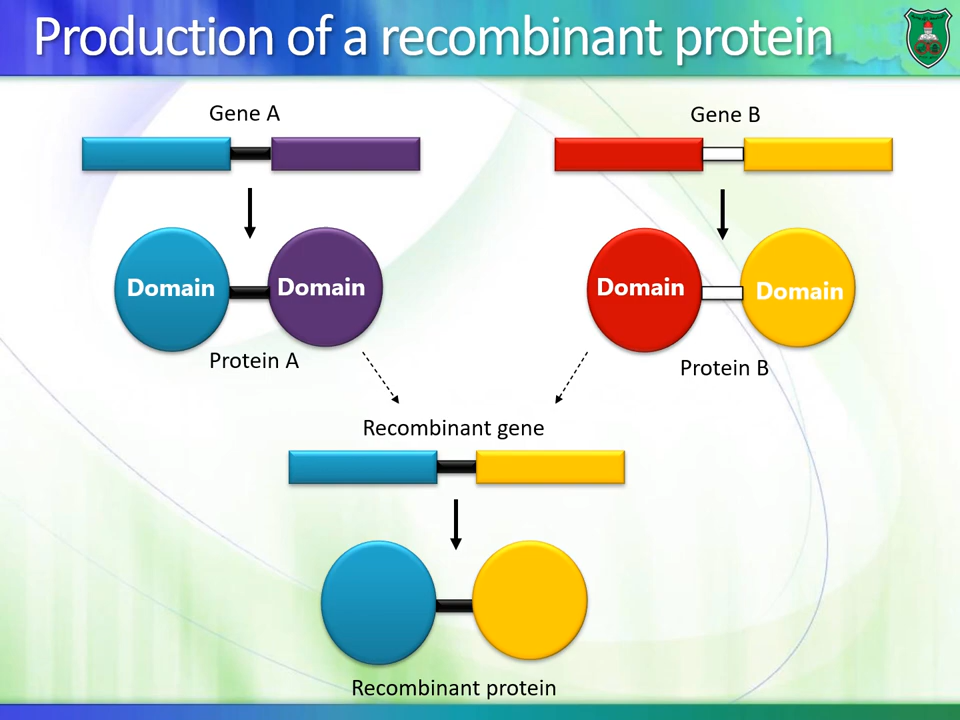 Production of a recombinant protein
Gene A
Gene B
Domain
Domain
Domain
Domain
Protein A
Protein B
Recombinant gene
Recombinant protein